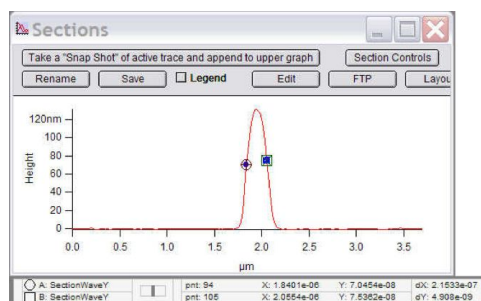 Sections
Take a "Snap Shot" of active trace and append to upper graph Section Controls
Rename Save Legend Edit FTP Layou
120nm
100
80
60
40
20
0
Height
0.0 0.5 1.0 1.5 2.0 2.5 3.0 3.5
µm
A: SectionWaveY pnt: 94 X: 1.8401e-06 Y: 7.0454e-08 dX: 2.1533e-07
B: SectionWaveY pnt: 105 X: 2.0554e-06 Y: 7.5362e-08 dY: 4.908e-09